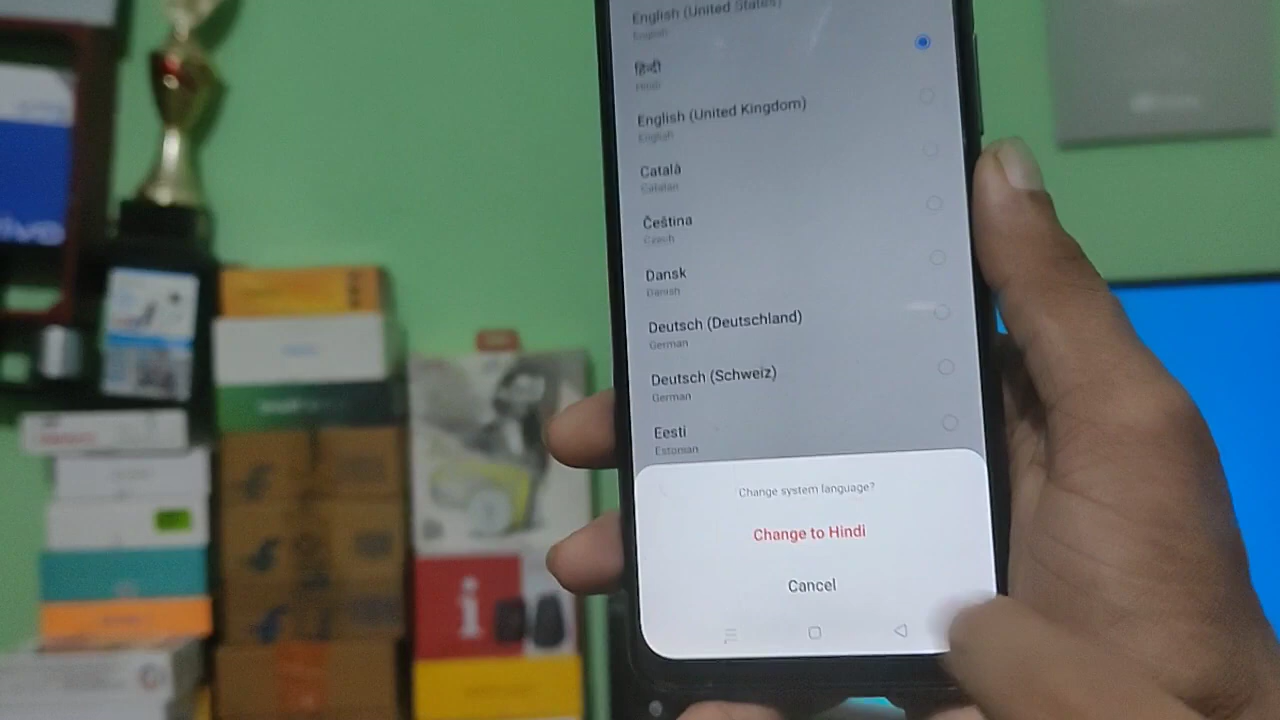 English (United States)
English
हिन्दी
Hindi
English (United Kingdom)
English
Català
Catalan
Čeština
Czech
Dansk
Danish
Deutsch (Deutschland)
German
Deutsch (Schweiz)
German
Eesti
Estonian
Change system language?
Change to Hindi
Cancel
i